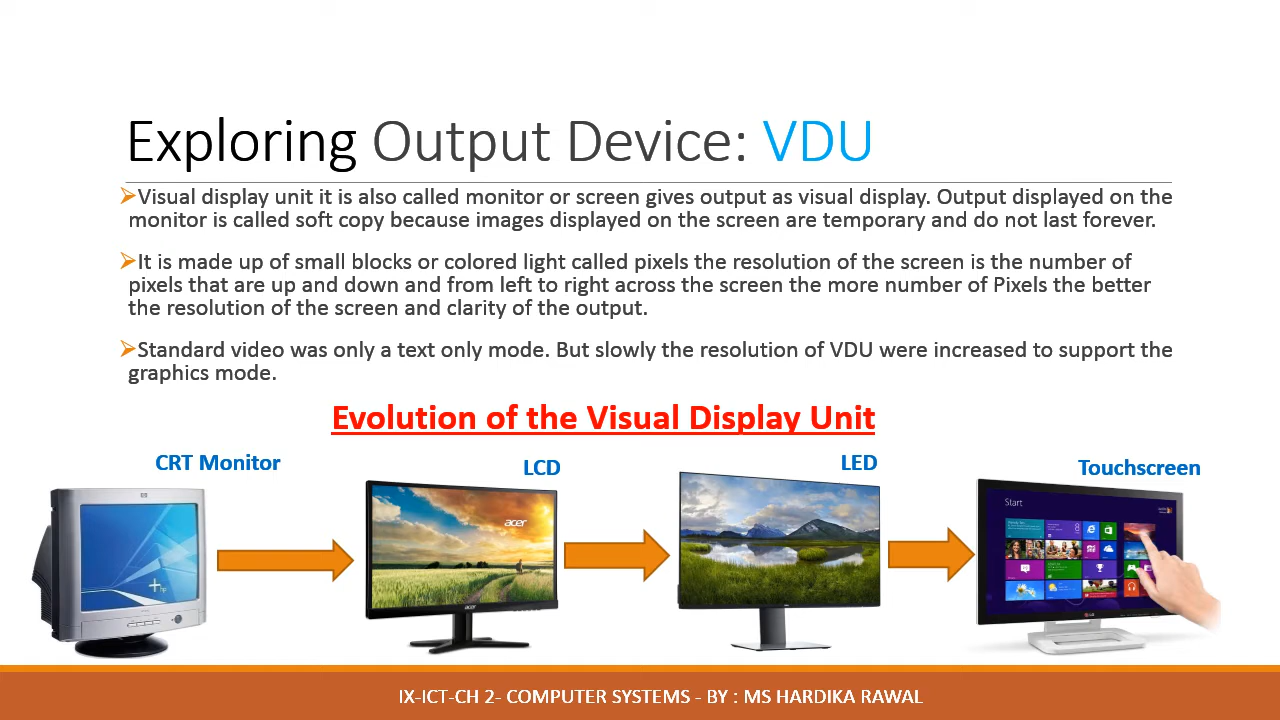 Exploring Output Device: VDU
➢Visual display unit it is also called monitor or screen gives output as visual display. Output displayed on the
monitor is called soft copy because images displayed on the screen are temporary and do not last forever.
➢It is made up of small blocks or colored light called pixels the resolution of the screen is the number of
pixels that are up and down and from left to right across the screen the more number of Pixels the better
the resolution of the screen and clarity of the output.
➢Standard video was only a text only mode. But slowly the resolution of VDU were increased to support the
graphics mode.
Evolution of the Visual Display Unit
CRT Monitor
LCD
LED
Touchscreen
hp
acer
acer
Start
IX-ICT-CH 2- COMPUTER SYSTEMS - BY : MS HARDIKA RAWAL